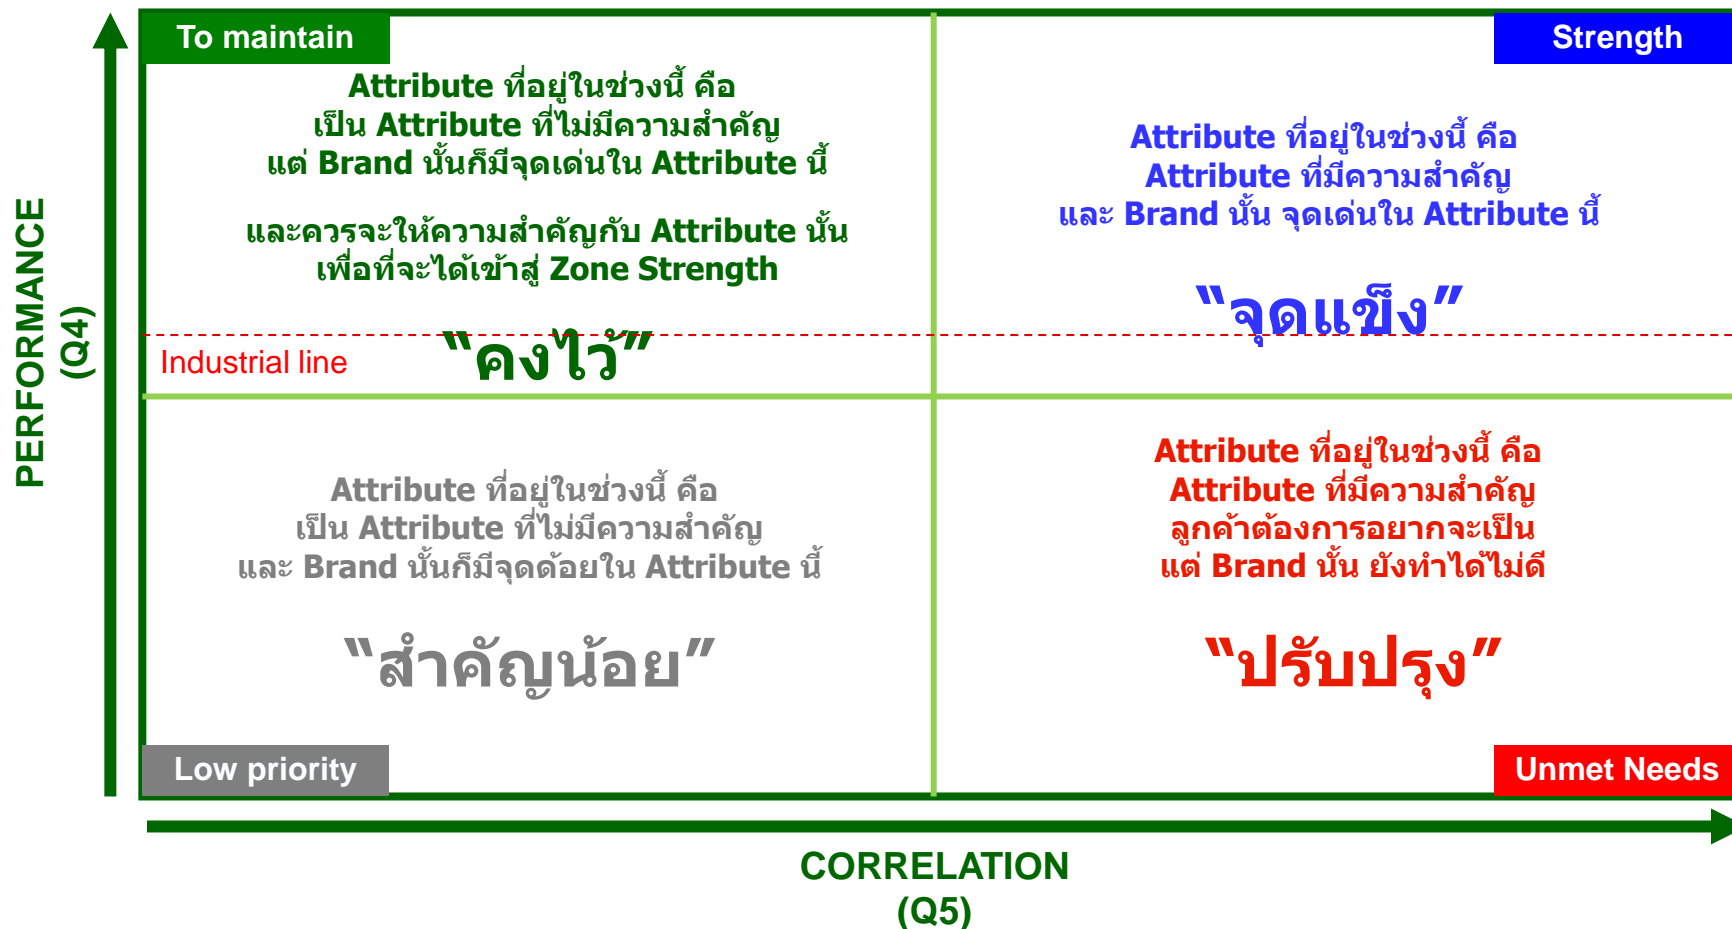 To maintain
Attribute ที่อยู่ในช่วงนี้ คือ
เป็น Attribute ที่ไม่มีความสำคัญ
แต่ Brand นั้นก็มีจุดเด่นใน Attribute นี้
และควรจะให้ความสำคัญกับ Attribute นั้น
เพื่อที่จะได้เข้าสู่ Zone Strength
“คงไว้”
Industrial line
Strength
Attribute ที่อยู่ในช่วงนี้ คือ
Attribute ที่มีความสำคัญ
และ Brand นั้น จุดเด่นใน Attribute นี้
“จุดแข็ง”
PERFORMANCE
(Q4)
Attribute ที่อยู่ในช่วงนี้ คือ
เป็น Attribute ที่ไม่มีความสำคัญ
และ Brand นั้นก็มีจุดด้อยใน Attribute นี้
“สำคัญน้อย”
Low priority
Attribute ที่อยู่ในช่วงนี้ คือ
Attribute ที่มีความสำคัญ
ลูกค้าต้องการอยากจะเป็น
แต่ Brand นั้น ยังทำได้ไม่ดี
“ปรับปรุง”
Unmet Needs
CORRELATION
(Q5)